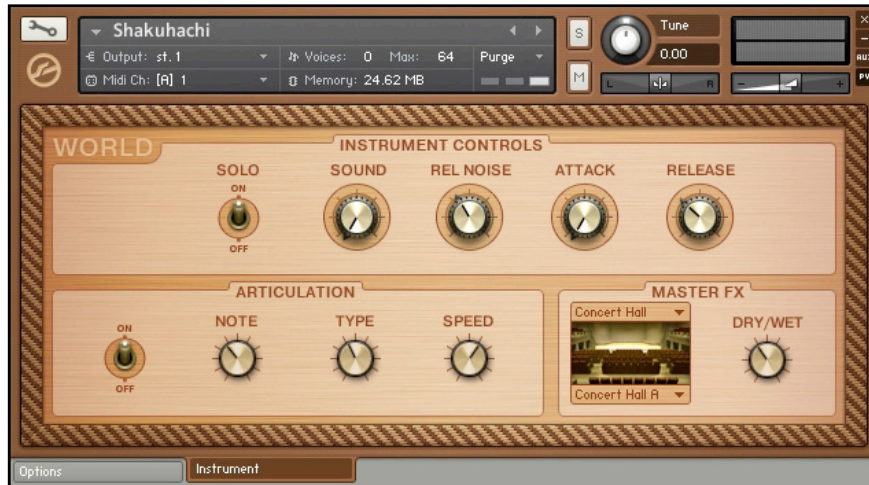 Shakuhachi
Output: st. 1
Voices: 0 Max: 64 Purge
Midi Ch: [A] 1
Memory: 24.62 MB
S
M
Tune
0.00
L R
- +
×
-
AUX
PV
WORLD
INSTRUMENT CONTROLS
SOLO
ON
OFF
SOUND
REL NOISE
ATTACK
RELEASE
ARTICULATION
ON
OFF
NOTE
TYPE
SPEED
MASTER FX
Concert Hall
Concert Hall A
DRY/WET
Options
Instrument